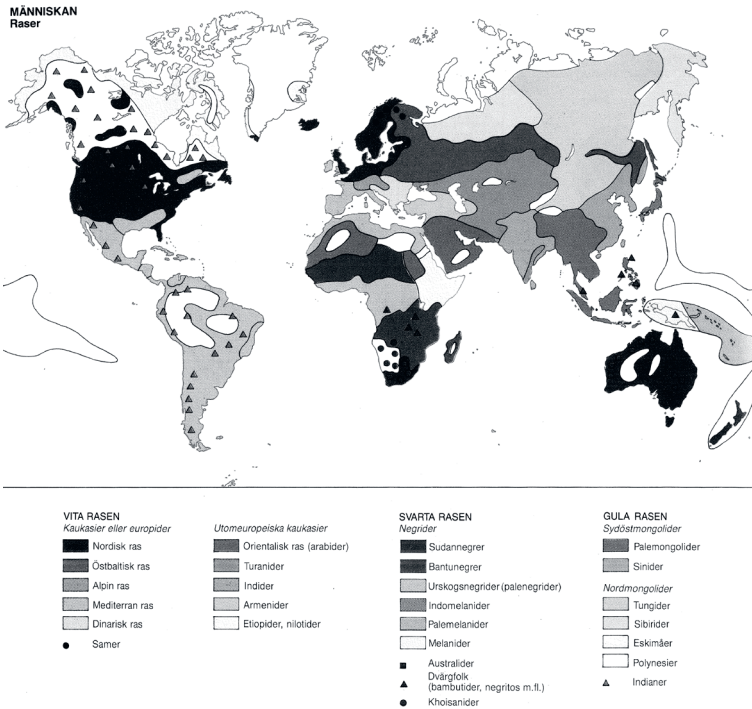 MÄNNISKAN
Raser
VITA RASEN
Kaukasier eller europider
Nordisk ras
Östbaltisk ras
Alpin ras
Mediterran ras
Dinarisk ras
Samer
Utomeuropeiska kaukasier
Orientalisk ras (arabider)
Turanider
Indider
Armenider
Etiopider, nilotider
SVARTA RASEN
Negrider
Sudannegrer
Bantunegrer
Urskogsnegrider (palenegrider)
Indomelanider
Palemelanider
Melanider
Australider
Dvärgfolk
(bambutider, negritos m.fl.)
Khoisanider
GULA RASEN
Sydöstmongolider
Palemongolider
Sinider
Nordmongolider
Tungider
Sibirider
Eskimåer
Polynesier
Indianer